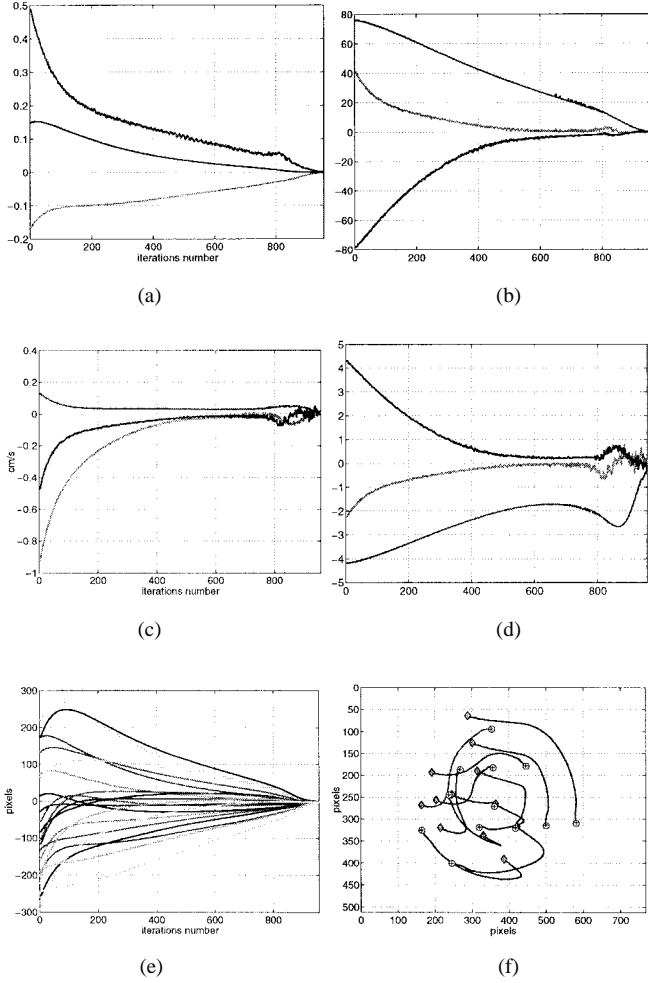 0.5
0.4
0.3
0.2
0.1
0
−0.1
−0.2
0 200 400 600 800
iterations number
(a)
80
60
40
20
0
−20
−40
−60
−80
0 200 400 600 800
(b)
0.4
0.2
0
−0.2
−0.4
−0.6
−0.8
−1
cm/s
0 200 400 600 800
iterations number
(c)
5
4
3
2
1
0
−1
−2
−3
−4
−5
0 200 400 600 800
(d)
300
200
100
0
−100
−200
−300
pixels
0 200 400 600 800
iterations number
(e)
0
50
100
150
200
250
300
350
400
450
500
pixels
0 100 200 300 400 500 600 700
pixels
(f)